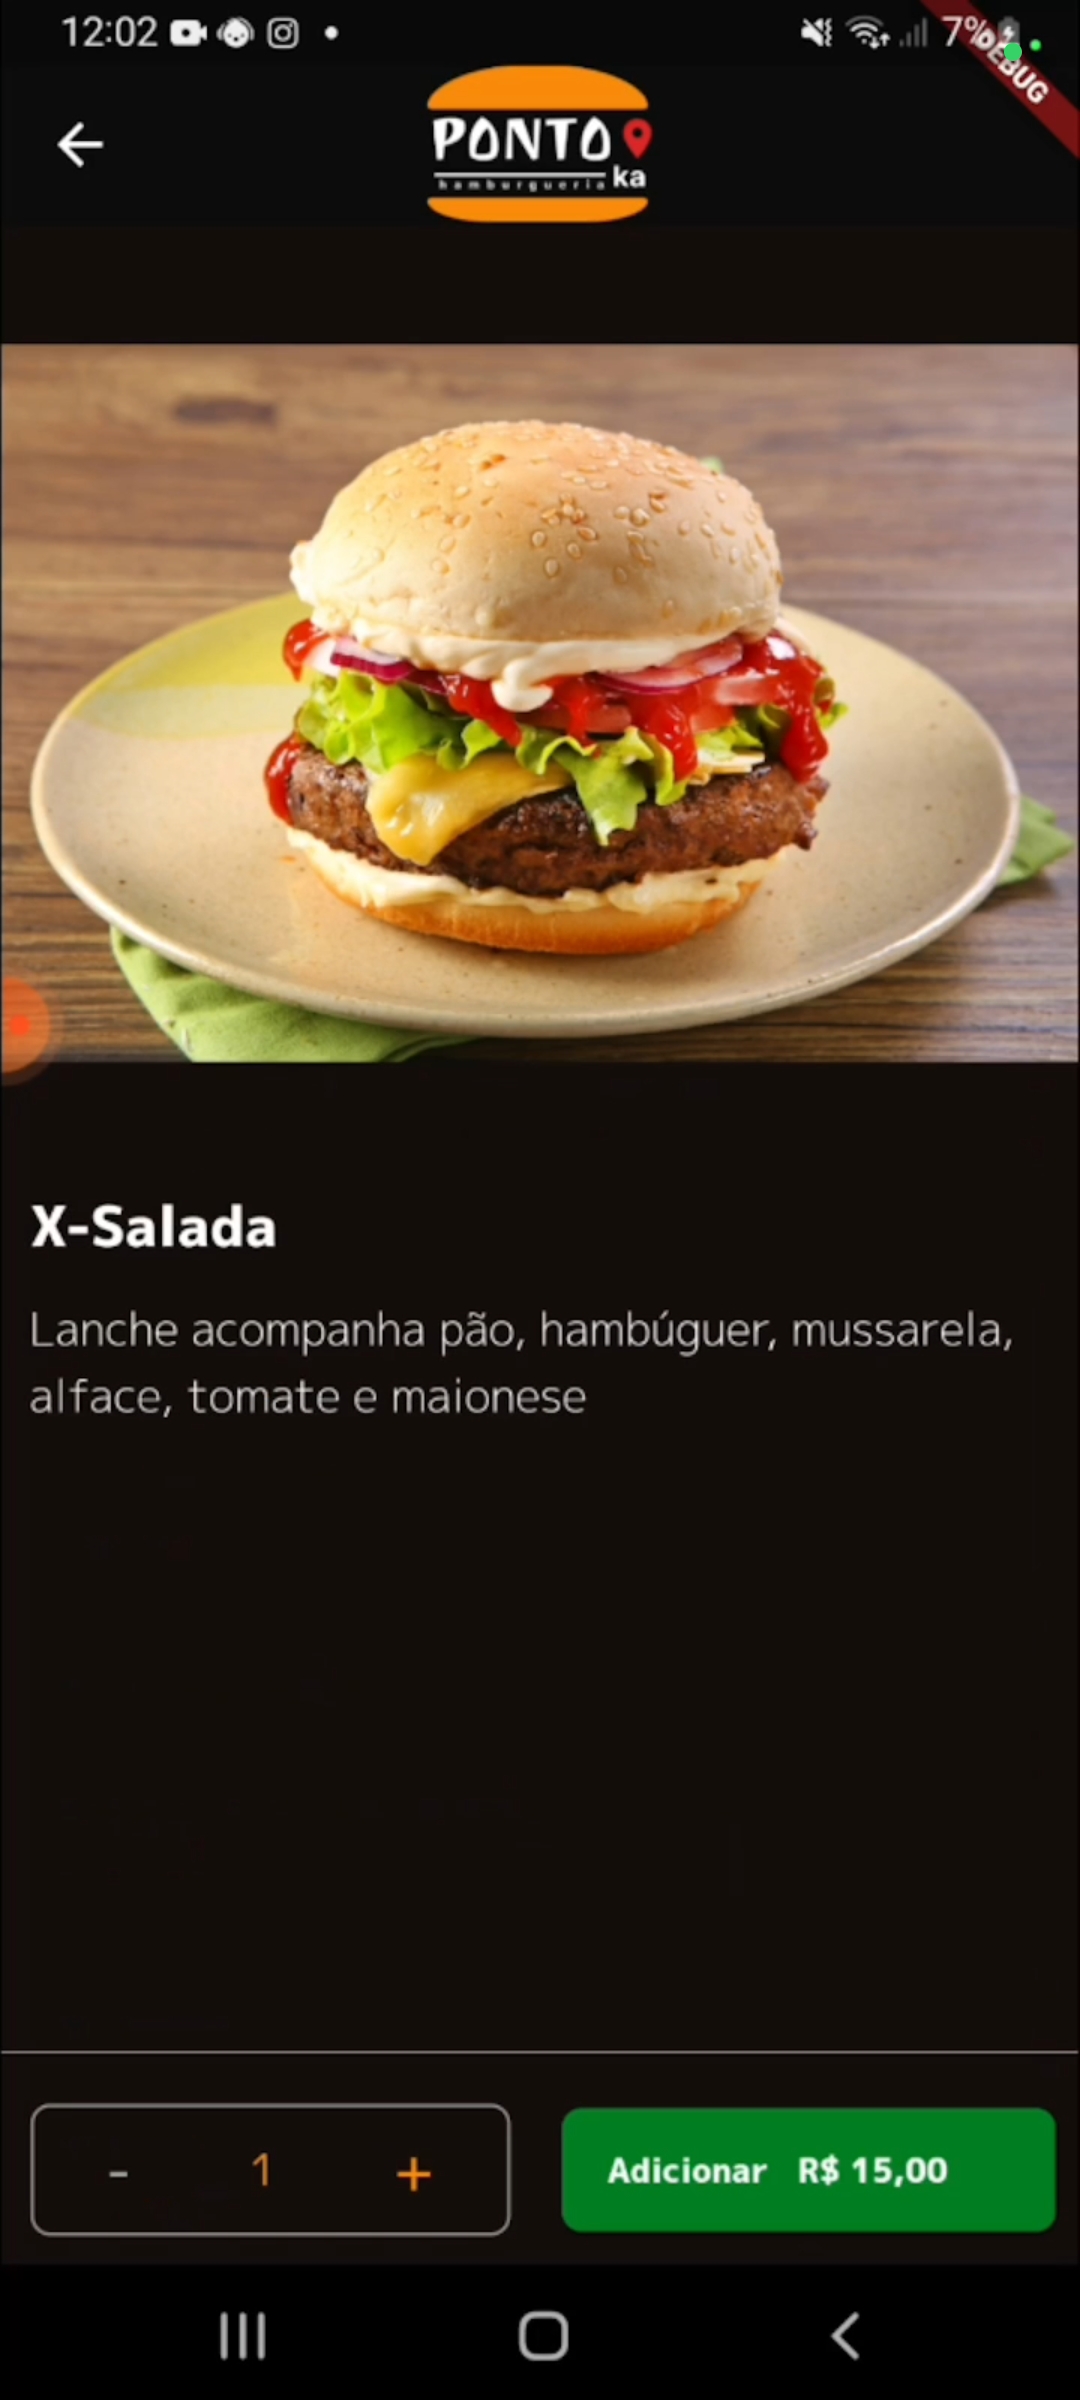 12:02
7%
DEBUG
PONTO
hamburgueria ka
X-Salada
Lanche acompanha pão, hambúguer, mussarela,
alface, tomate e maionese
- 1 +
Adicionar R$ 15,00